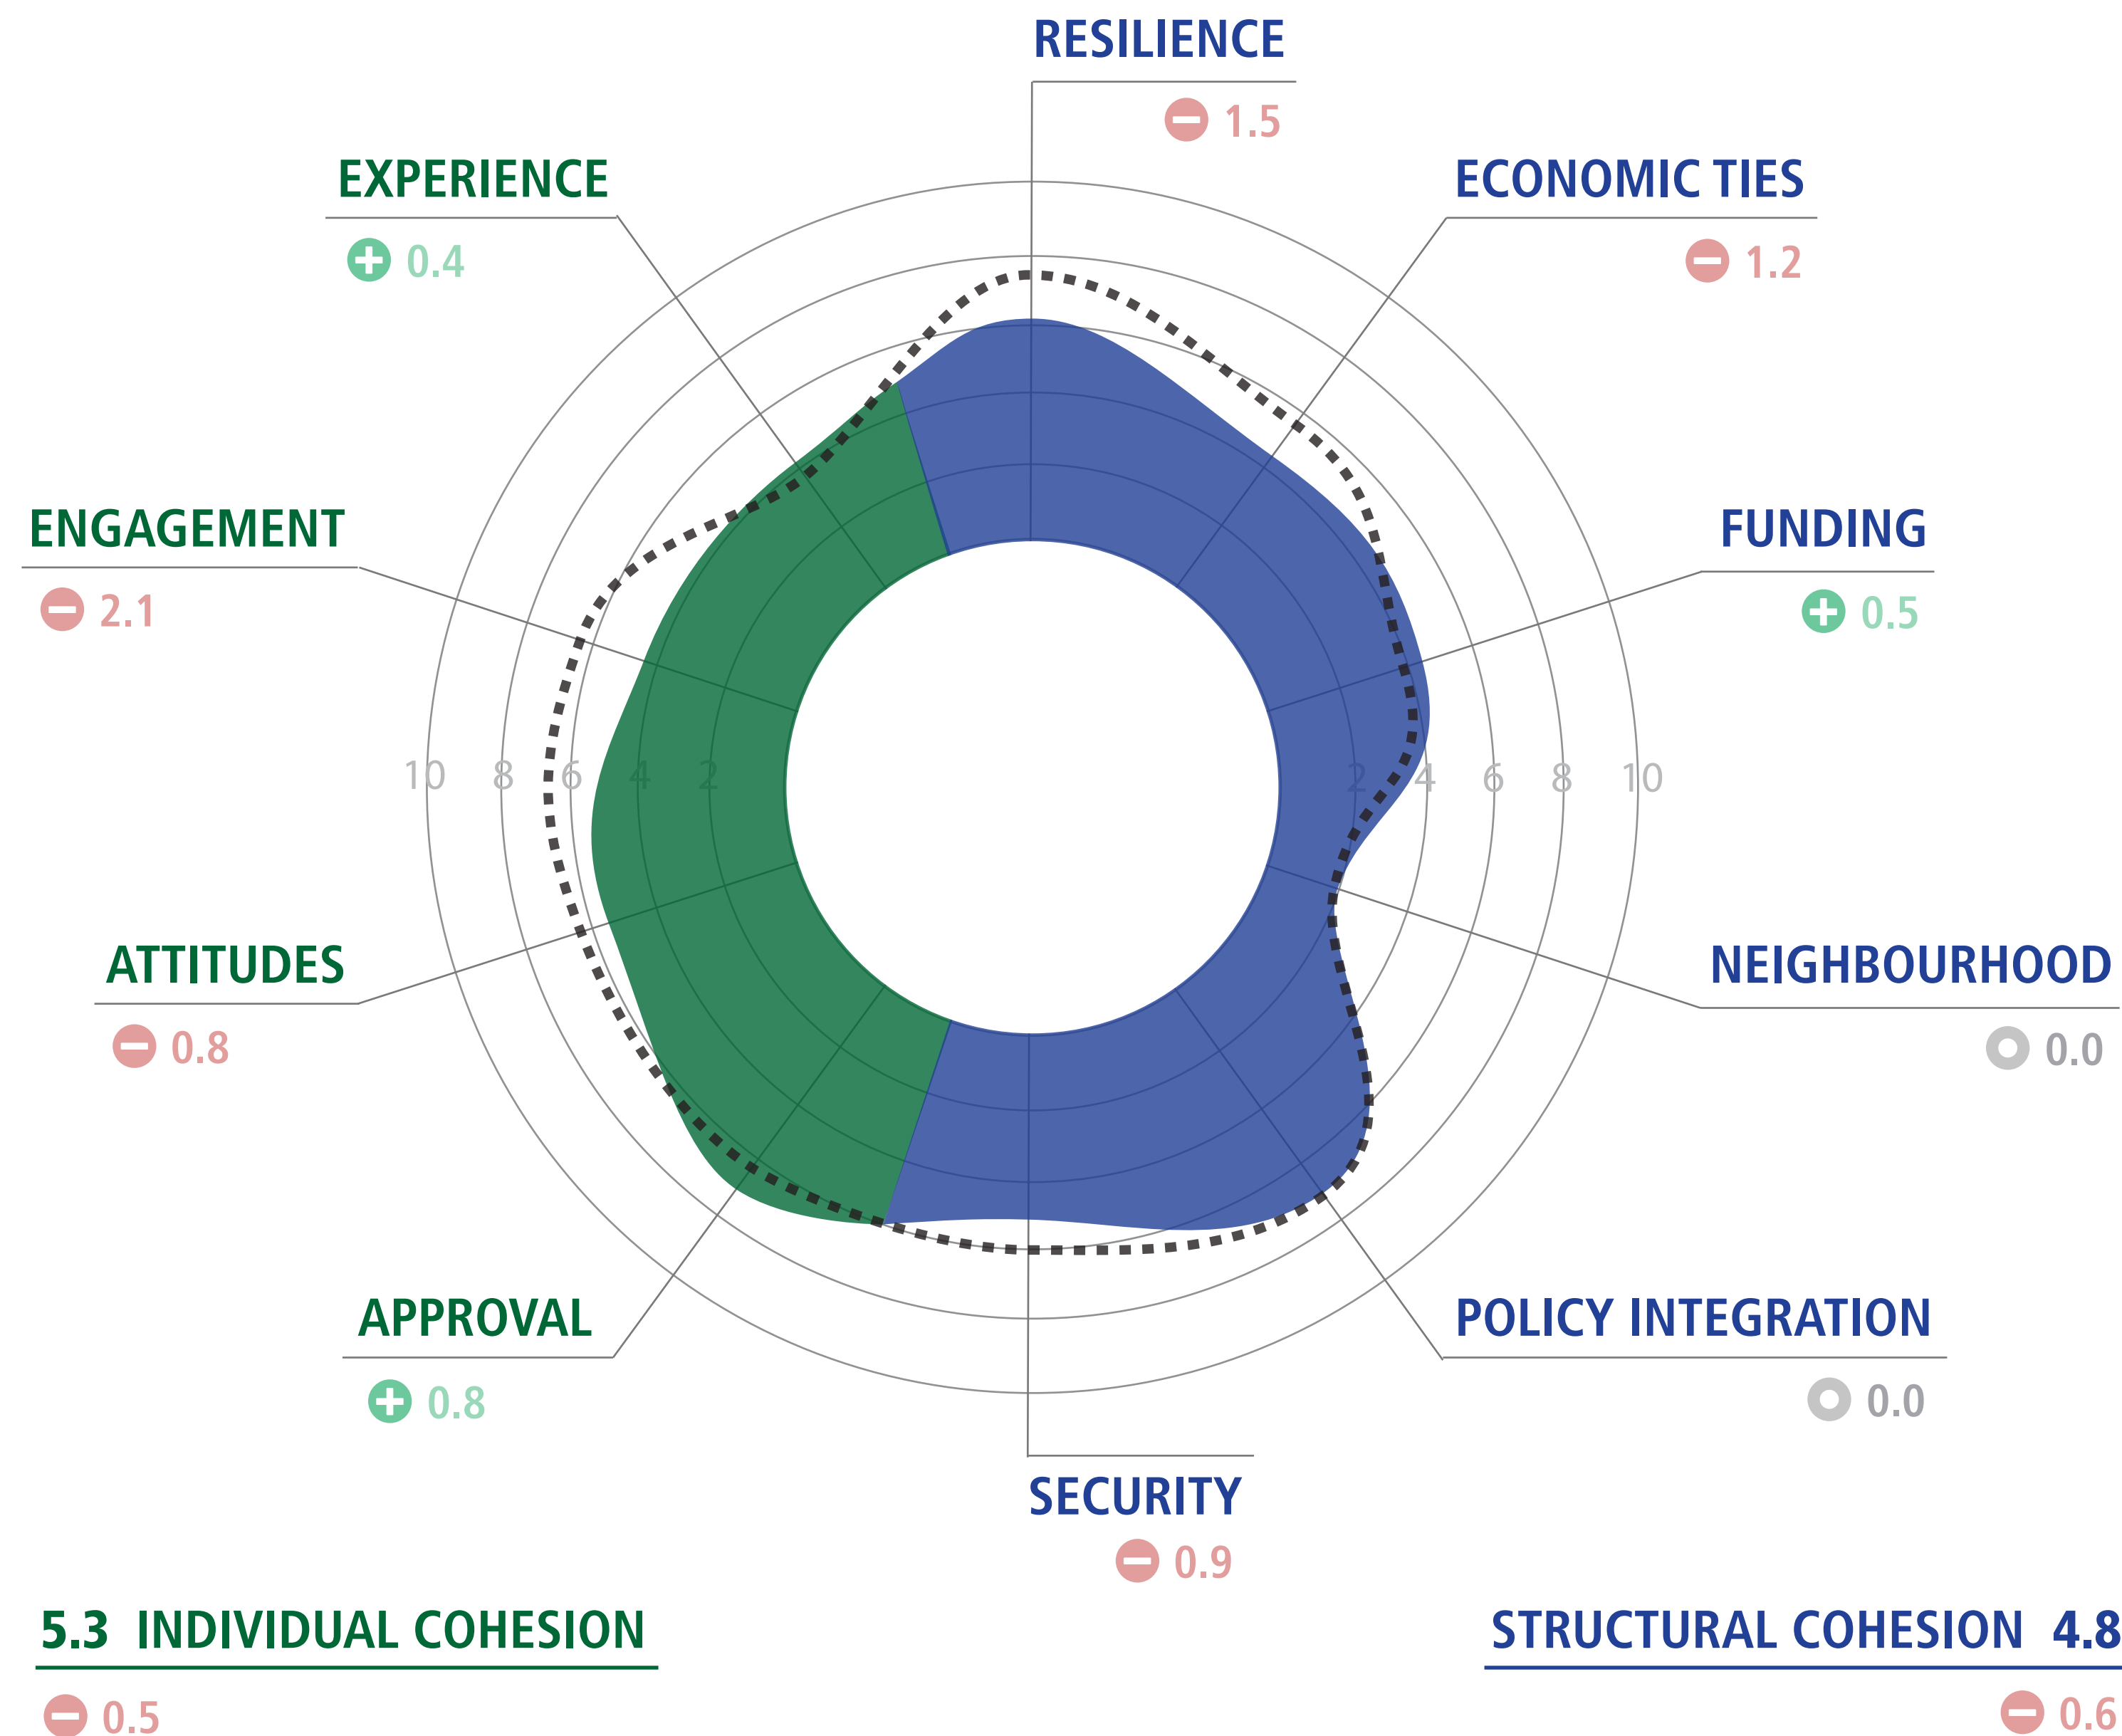 RESILIENCE
1.5
EXPERIENCE
0.4
ECONOMIC TIES
1.2
ENGAGEMENT
2.1
FUNDING
0.5
10 8 6 4 2 2 4 6 8 10
ATTITUDES
0.8
NEIGHBOURHOOD
0.0
APPROVAL
0.8
POLICY INTEGRATION
0.0
SECURITY
0.9
5.3 INDIVIDUAL COHESION
0.5
STRUCTURAL COHESION 4.8
0.6